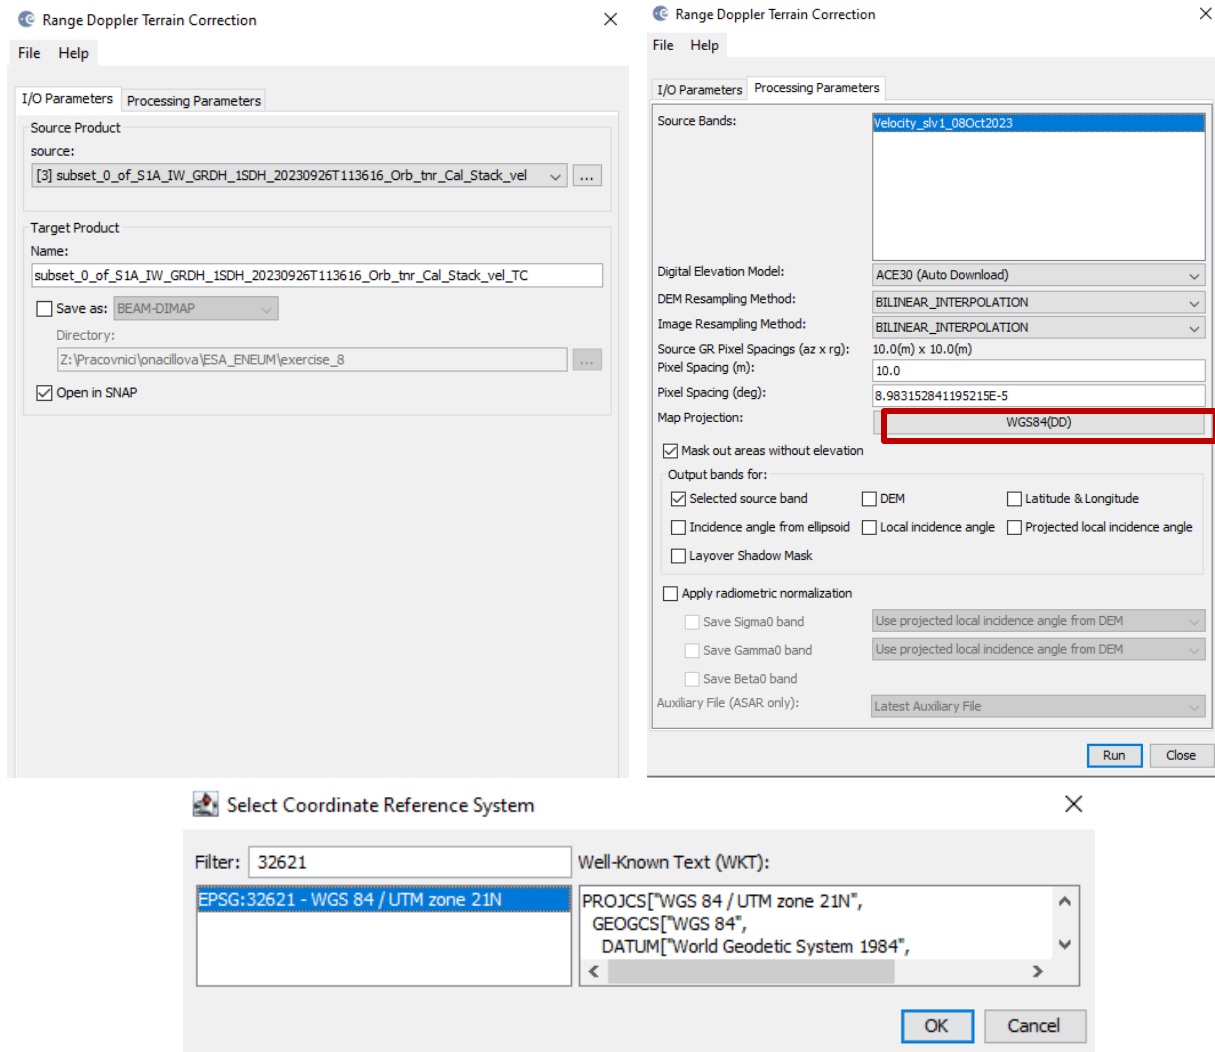 Range Doppler Terrain Correction
File Help
I/O Parameters Processing Parameters
Source Product
source:
[3] subset_0_of_S1A_IW_GRDH_1SDH_20230926T113616_Orb_tnr_Cal_Stack_vel ...
Target Product
Name:
subset_0_of_S1A_IW_GRDH_1SDH_20230926T113616_Orb_tnr_Cal_Stack_vel_TC
Save as: BEAM-DIMAP
Directory:
Z:\Pracovnici\onacillova\ESA_ENEUM\exercise_8 ...
Open in SNAP
Range Doppler Terrain Correction
File Help
I/O Parameters Processing Parameters
Source Bands: Velocity_slv1_08Oct2023
Digital Elevation Model: ACE30 (Auto Download)
DEM Resampling Method: BILINEAR_INTERPOLATION
Image Resampling Method: BILINEAR_INTERPOLATION
Source GR Pixel Spacings (az x rg): 10.0(m) x 10.0(m)
Pixel Spacing (m): 10.0
Pixel Spacing (deg): 8.983152841195215E-5
Map Projection: WGS84(DD)
Mask out areas without elevation
Output bands for:
Selected source band DEM Latitude & Longitude
Incidence angle from ellipsoid Local incidence angle Projected local incidence angle
Layover Shadow Mask
Apply radiometric normalization
Save Sigma0 band Use projected local incidence angle from DEM
Save Gamma0 band Use projected local incidence angle from DEM
Save Beta0 band
Auxiliary File (ASAR only): Latest Auxiliary File
Run Close
Select Coordinate Reference System
Filter: 32621 Well-Known Text (WKT):
EPSG:32621 - WGS 84 / UTM zone 21N
PROJCS["WGS 84 / UTM zone 21N",
GEOGCS["WGS 84",
DATUM["World Geodetic System 1984",
OK Cancel